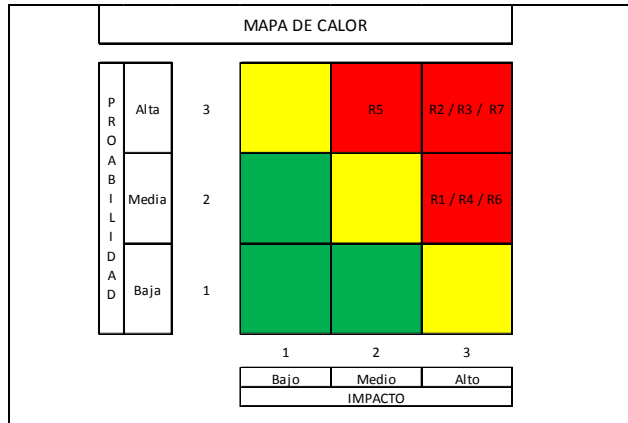 MAPA DE CALOR
PROABILIDAD
Alta 3 R5 R2 / R3 / R7
Media 2 R1 / R4 / R6
Baja 1
1 2 3
Bajo Medio Alto
IMPACTO